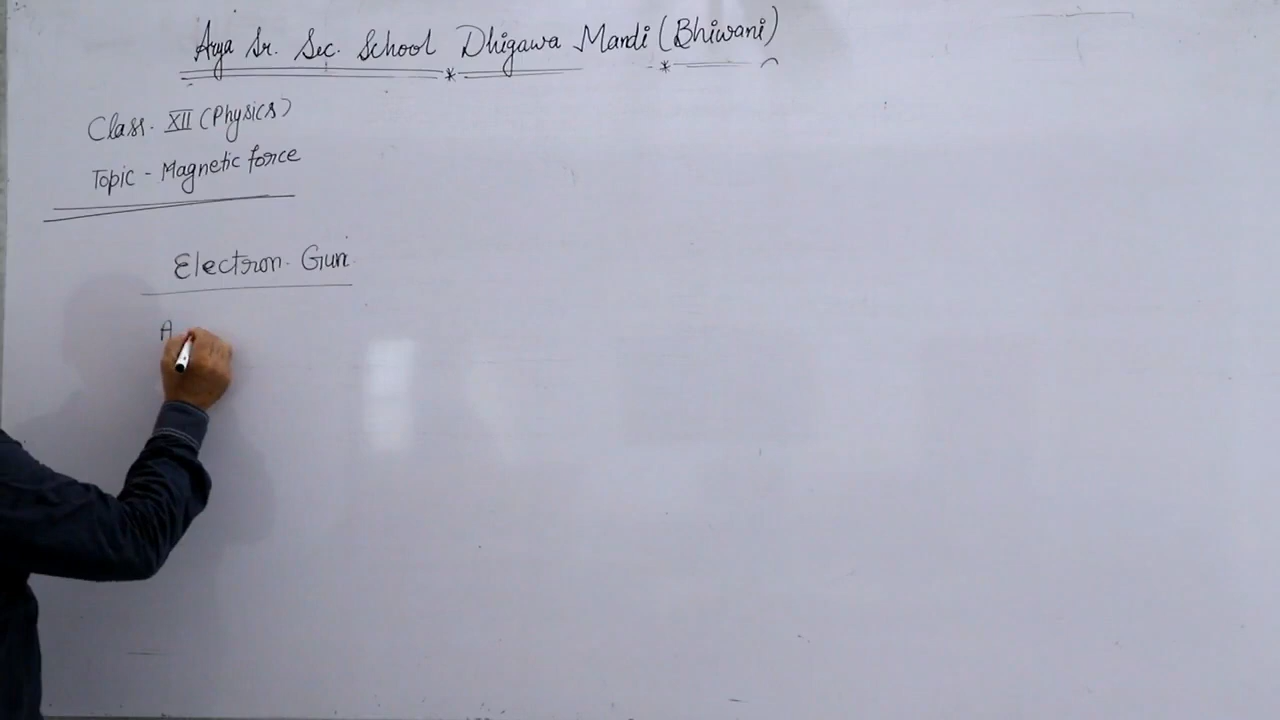 Arya Sr. Sec. School Dhigawa Mandi (Bhiwani)
Class - XII (Physics)
Topic - Magnetic force
Electron Gun
A